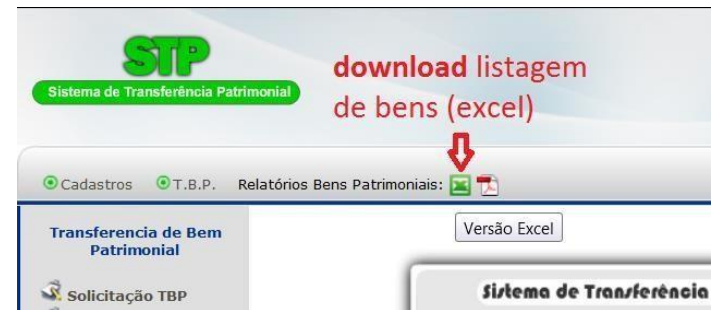 STP
Sistema de Transferência Patrimonial
download listagem
de bens (excel)
Cadastros T.B.P. Relatórios Bens Patrimoniais:
Versão Excel
Transferencia de Bem
Patrimonial
Solicitação TBP
Sistema de Transferência